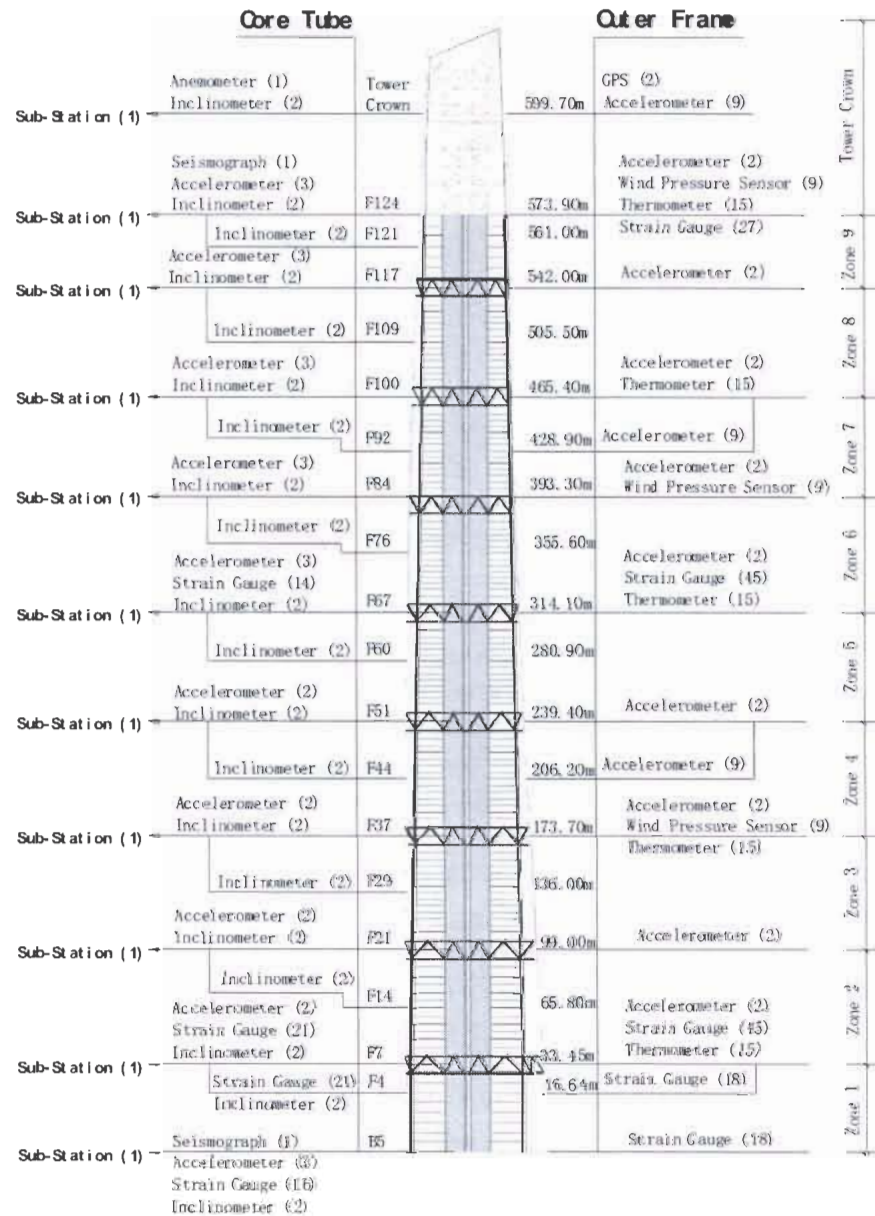 Core Tube
Outer Frame
Anemometer (1)
Inclinometer (2)
Tower
Crown
599.70m
GPS (2)
Accelerometer (9)
Tower Crown
Sub-Station (1)
Seismograph (1)
Accelerometer (3)
Inclinometer (2)
F124
573.90m
Accelerometer (2)
Wind Pressure Sensor (9)
Thermometer (15)
Strain Gauge (27)
Sub-Station (1)
Inclinometer (2)
F121
561.00m
Zone 9
Accelerometer (3)
Inclinometer (2)
F117
542.00m
Accelerometer (2)
Sub-Station (1)
Inclinometer (2)
F109
505.50m
Zone 8
Accelerometer (3)
Inclinometer (2)
F100
465.40m
Accelerometer (2)
Thermometer (15)
Sub-Station (1)
Inclinometer (2)
F92
428.90m
Accelerometer (9)
Zone 7
Accelerometer (3)
Inclinometer (2)
F84
393.30m
Accelerometer (2)
Wind Pressure Sensor (9)
Sub-Station (1)
Inclinometer (2)
F76
355.60m
Zone 6
Accelerometer (3)
Strain Gauge (14)
Inclinometer (2)
F67
314.10m
Accelerometer (2)
Strain Gauge (45)
Thermometer (15)
Sub-Station (1)
Inclinometer (2)
F60
280.90m
Zone 5
Accelerometer (2)
Inclinometer (2)
F51
239.40m
Accelerometer (2)
Sub-Station (1)
Inclinometer (2)
F44
206.20m
Accelerometer (9)
Zone 4
Accelerometer (2)
Inclinometer (2)
F37
173.70m
Accelerometer (2)
Wind Pressure Sensor (9)
Thermometer (15)
Sub-Station (1)
Inclinometer (2)
F29
136.00m
Zone 3
Accelerometer (2)
Inclinometer (2)
F21
99.00m
Accelerometer (2)
Sub-Station (1)
Inclinometer (2)
F14
65.80m
Zone 2
Accelerometer (2)
Strain Gauge (21)
Inclinometer (2)
F7
33.45m
Accelerometer (2)
Strain Gauge (45)
Thermometer (15)
Sub-Station (1)
Strain Gauge (21)
Inclinometer (2)
F4
16.64m
Strain Gauge (18)
Zone 1
Seismograph (1)
B5
Strain Gauge (18)
Sub-Station (1)
Accelerometer (3)
Strain Gauge (16)
Inclinometer (2)